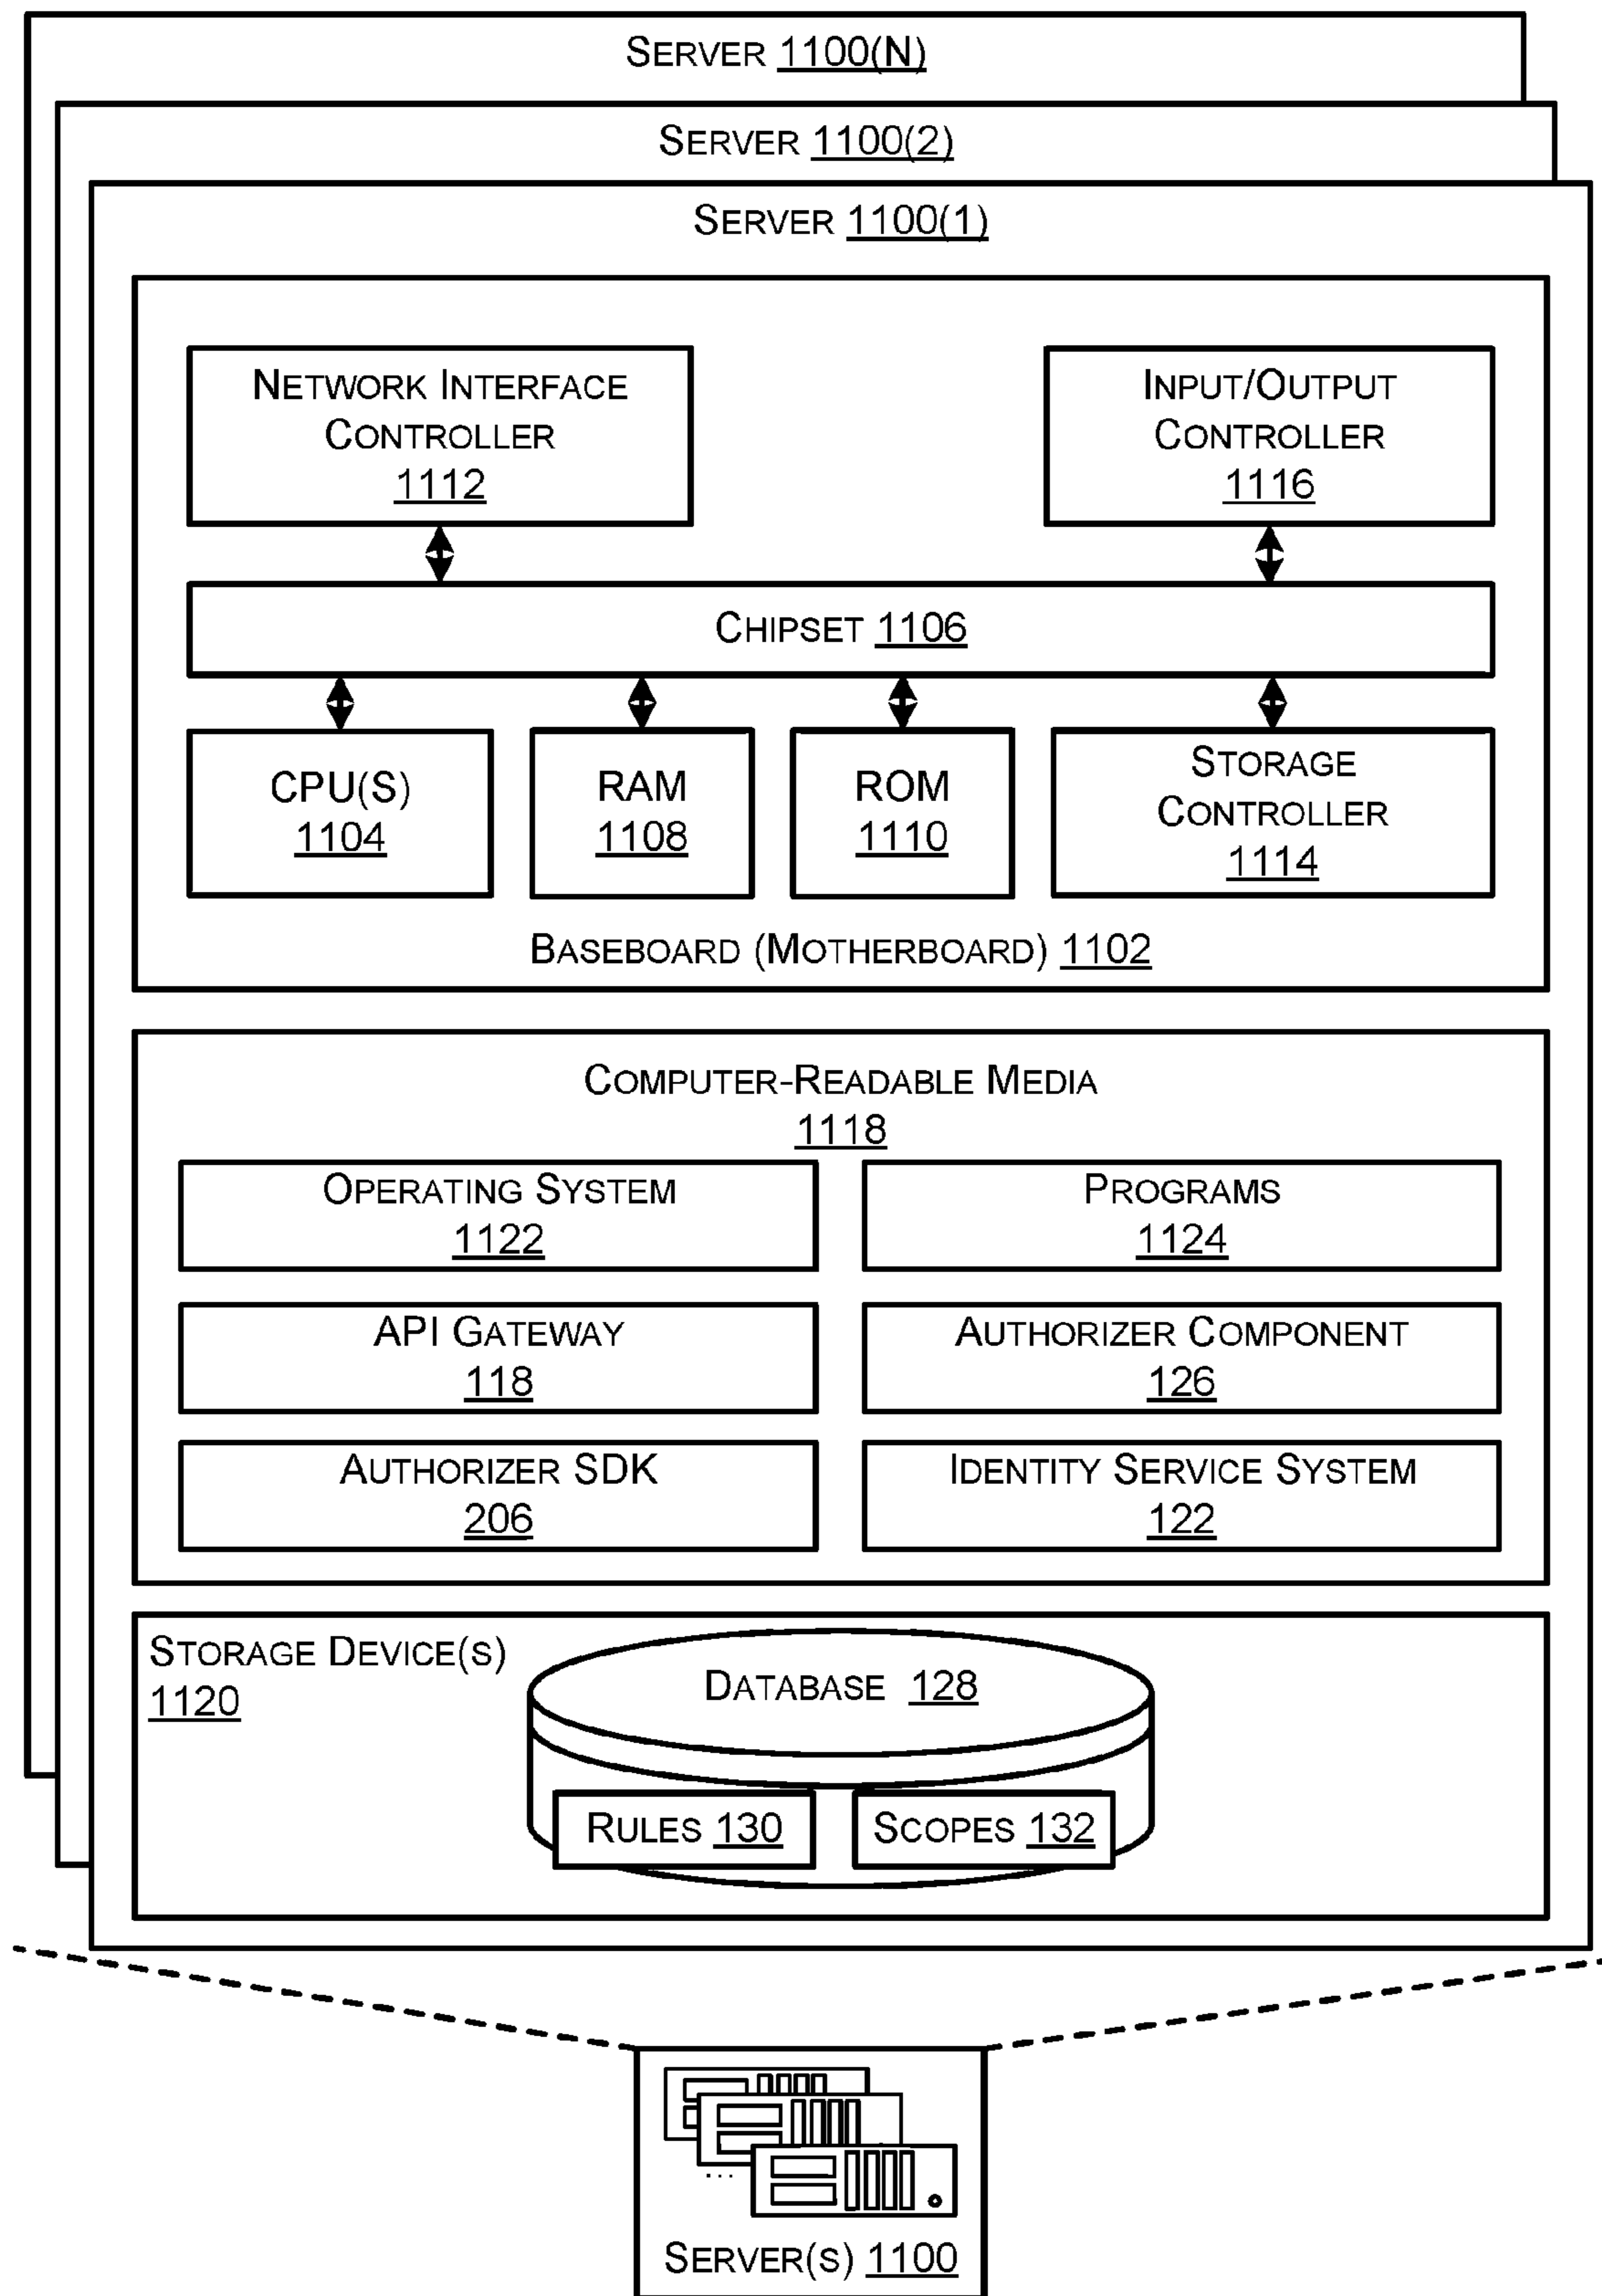 SERVER 1100(N)
SERVER 1100(2)
SERVER 1100(1)
NETWORK INTERFACE
CONTROLLER
1112
INPUT/OUTPUT
CONTROLLER
1116
CHIPSET 1106
CPU(S)
1104
RAM
1108
ROM
1110
STORAGE
CONTROLLER
1114
BASEBOARD (MOTHERBOARD) 1102
COMPUTER-READABLE MEDIA
1118
OPERATING SYSTEM
1122
PROGRAMS
1124
API GATEWAY
118
AUTHORIZER COMPONENT
126
AUTHORIZER SDK
206
IDENTITY SERVICE SYSTEM
122
STORAGE DEVICE(S)
1120
DATABASE 128
RULES 130
SCOPES 132
...
SERVER(S) 1100